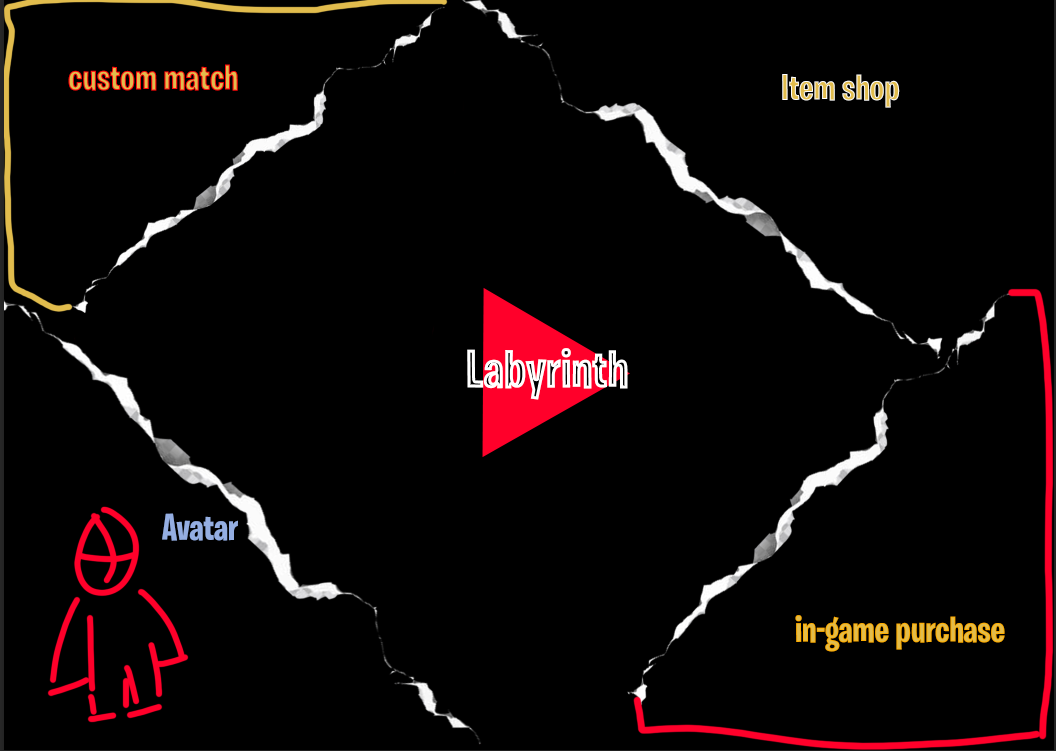 custom match
Item shop
Labyrinth
Avatar
in-game purchase